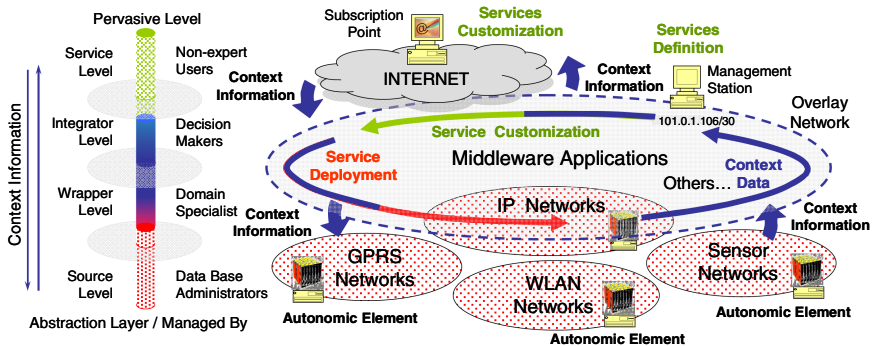 Pervasive Level
Service
Level
Non-expert
Users
Integrator
Level
Decision
Makers
Wrapper
Level
Domain
Specialist
Source
Level
Data Base
Administrators
Context Information
Abstraction Layer / Managed By
Subscription
Point
@
Services
Customization
Services
Definition
INTERNET
Context
Information
Context
Information
Management
Station
101.0.1.106/30
Overlay
Network
Service Customization
Middleware Applications
Service
Deployment
Context
Data
Others...
IP Networks
Context
Information
Context
Information
GPRS
Networks
WLAN
Networks
Sensor
Networks
Autonomic Element
Autonomic Element
Autonomic Element